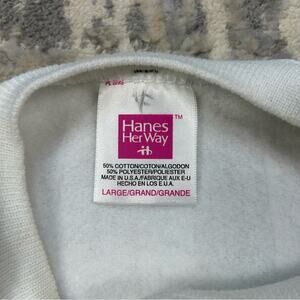 Hanes
Her Way
TM
50% COTTON/COTON/ALGODON
50% POLYESTER/POLIESTER
MADE IN U.S.A./FABRIQUE AUX E-U
HECHO EN LOS E.U.A.
LARGE/GRAND/GRANDE